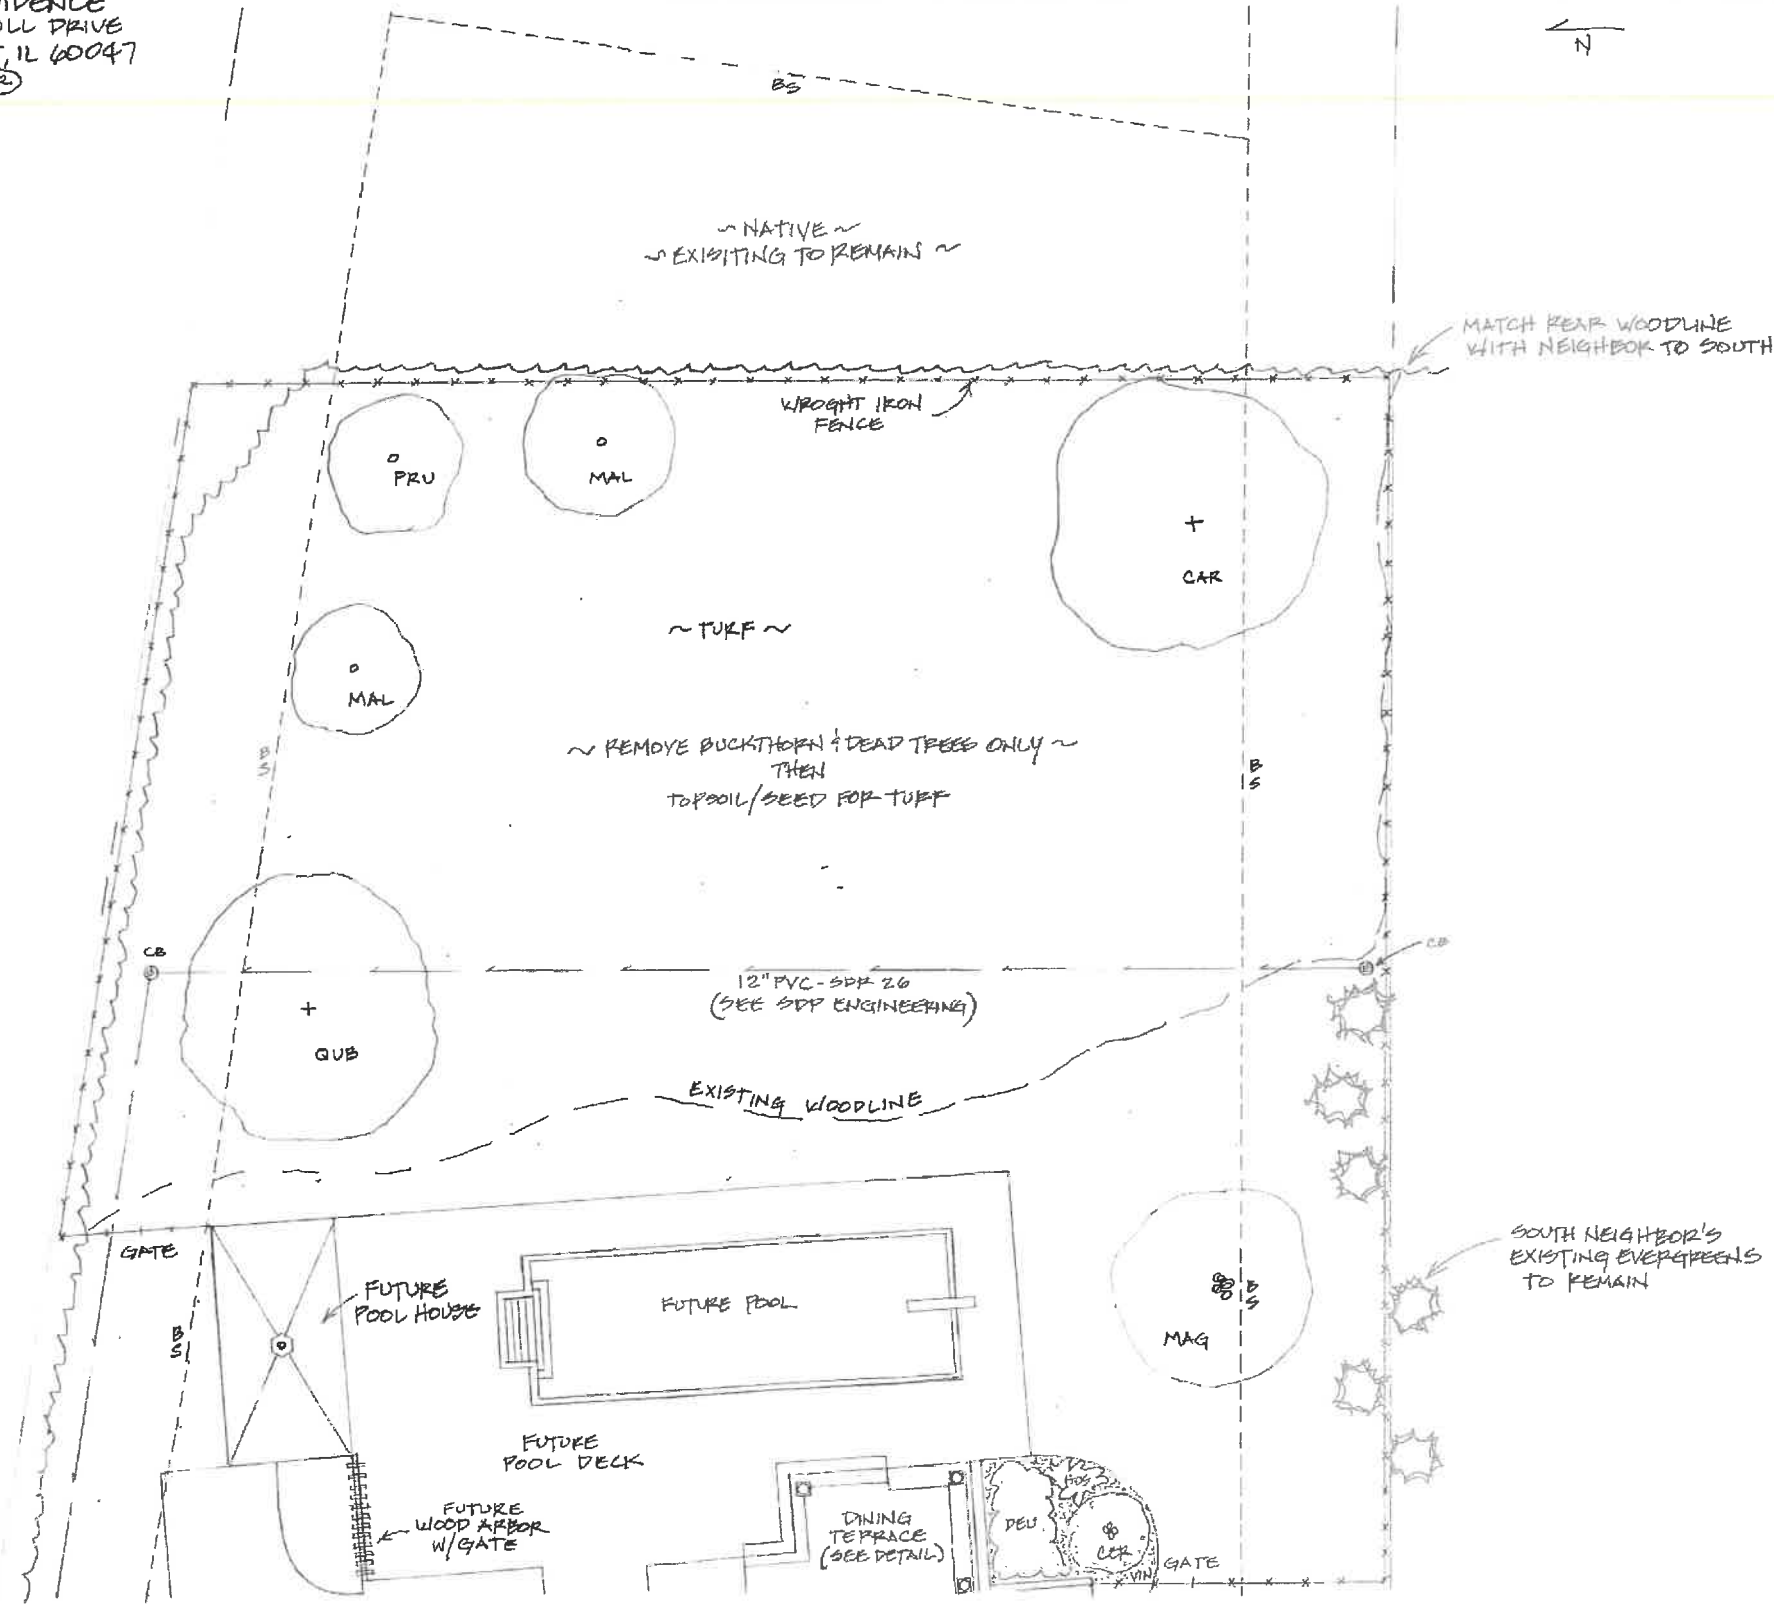 IDENCE
OLL DRIVE
, IL 60047
2
N
BS
~ NATIVE ~
~ EXISITING TO REMAIN ~
MATCH REAR WOODLINE
WITH NEIGHBOR TO SOUTH
WROGHT IRON
FENCE
PRU
MAL
CAR
~ TURF ~
MAL
~ REMOVE BUCKTHORN & DEAD TREES ONLY ~
THEN
TOPSOIL/SEED FOR TURF
BS
BS
CB
CB
12" PVC-SDR 26
(SEE SDP ENGINEERING)
QUB
EXISTING WOODLINE
GATE
FUTURE
POOL HOUSE
FUTURE POOL
BS
MAG
SOUTH NEIGHBOR'S
EXISTING EVERGREENS
TO REMAIN
BS
FUTURE
POOL DECK
FUTURE
WOOD ARBOR
W/GATE
DINING
TERRACE
(SEE DETAIL)
HOS
DEU
CER
VIN
GATE